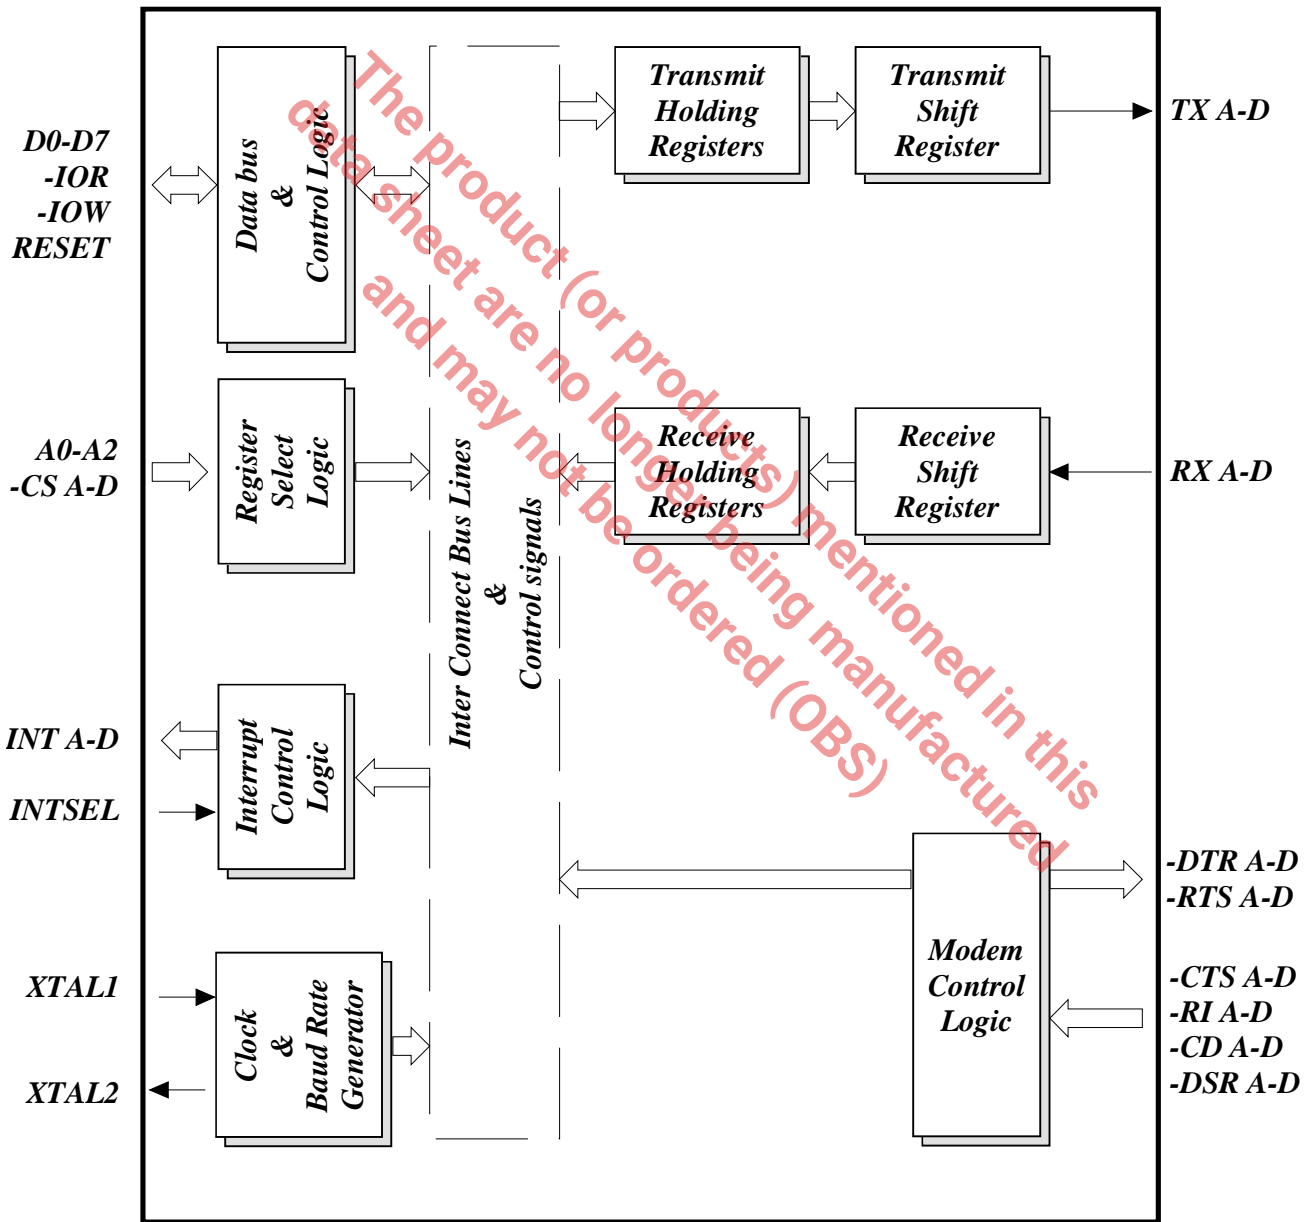 D0-D7
-IOR
-IOW
RESET
A0-A2
-CS A-D
INT A-D
INTSEL
XTAL1
XTAL2
Data bus
&
Control Logic
Register
Select
Logic
Interrupt
Control
Logic
Clock
&
Baud Rate
Generator
Inter Connect Bus Lines
&
Control signals
Transmit
Holding
Registers
Transmit
Shift
Register
Receive
Holding
Registers
Receive
Shift
Register
Modem
Control
Logic
TX A-D
RX A-D
-DTR A-D
-RTS A-D
-CTS A-D
-RI A-D
-CD A-D
-DSR A-D
The product (or products) mentioned in this
data sheet are no longer being manufactured
and may not be ordered (OBS)